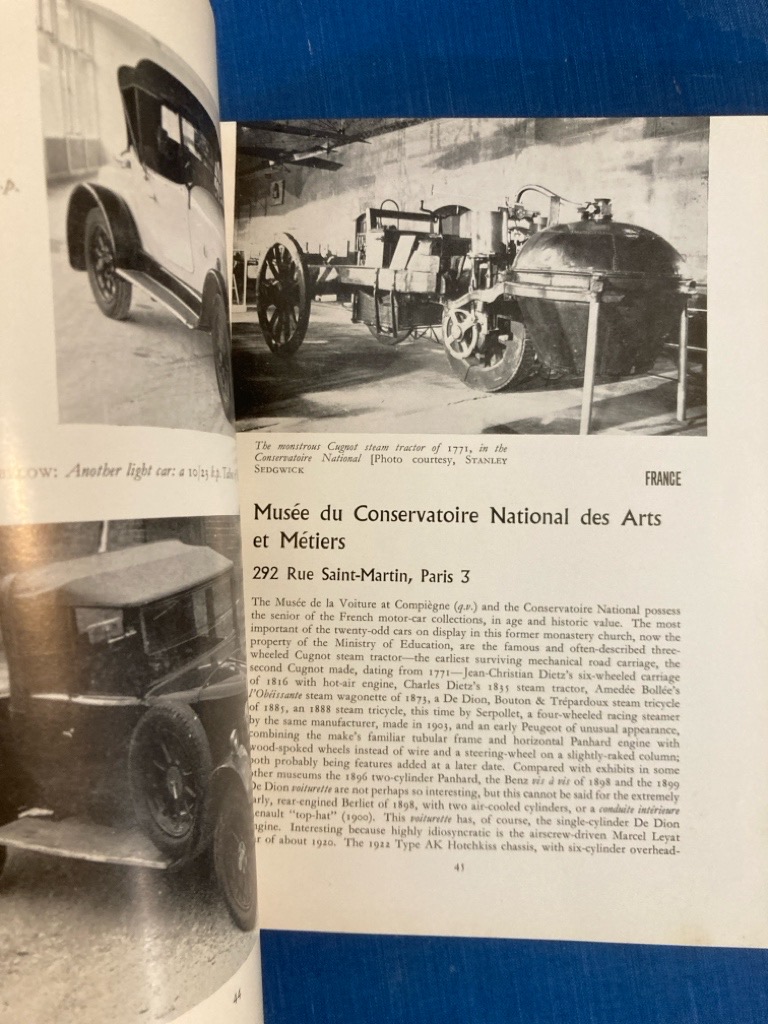 .p.
LOW: Another light car: a 10/23 h.p.
44
The monstrous Cugnot steam tractor of 1771, in the
Conservatoire National [Photo courtesy, STANLEY
SEDGWICK
FRANCE
Musée du Conservatoire National des Arts
et Métiers
292 Rue Saint-Martin, Paris 3
The Musée de la Voiture at Compiègne (q.v.) and the Conservatoire National possess
the senior of the French motor-car collections, in age and historic value. The most
important of the twenty-odd cars on display in this former monastery church, now the
property of the Ministry of Education, are the famous and often-described three-
wheeled Cugnot steam tractor—the earliest surviving mechanical road carriage, the
second Cugnot made, dating from 1771—Jean-Christian Dietz's six-wheeled carriage
of 1816 with hot-air engine, Charles Dietz's 1835 steam tractor, Amedée Bollée's
l'Obéissante steam wagonette of 1873, a De Dion, Bouton & Trépardoux steam tricycle
of 1885, an 1888 steam tricycle, this time by Serpollet, a four-wheeled racing steamer
by the same manufacturer, made in 1903, and an early Peugeot of unusual appearance,
combining the make's familiar tubular frame and horizontal Panhard engine with
wood-spoked wheels instead of wire and a steering-wheel on a slightly-raked column;
oth probably being features added at a later date. Compared with exhibits in some
ther museums the 1896 two-cylinder Panhard, the Benz vis à vis of 1898 and the 1899
De Dion voiturette are not perhaps so interesting, but this cannot be said for the extremely
arly, rear-engined Berliet of 1898, with two air-cooled cylinders, or a conduite intérieure
enault "top-hat" (1900). This voiturette has, of course, the single-cylinder De Dion
ngine. Interesting because highly idiosyncratic is the airscrew-driven Marcel Leyat
r of about 1920. The 1922 Type AK Hotchkiss chassis, with six-cylinder overhead-
45